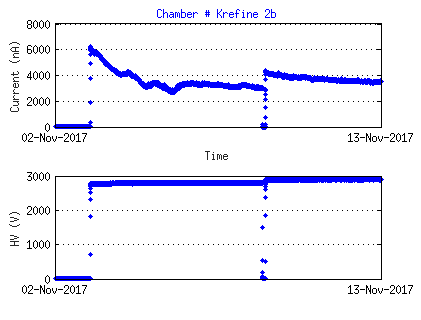 Chamber # Krefine 2b
8000
6000
4000
2000
0
Current (nA)
02-Nov-2017
13-Nov-2017
Time
3000
2000
1000
0
HV (V)
02-Nov-2017
13-Nov-2017